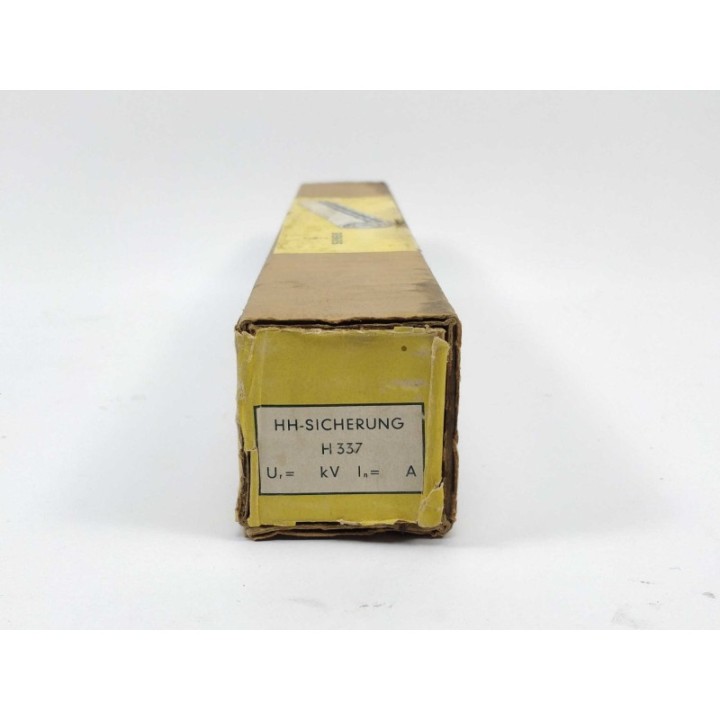 HH-SICHERUNG
H 337
Uᵣ= kV Iₙ= A